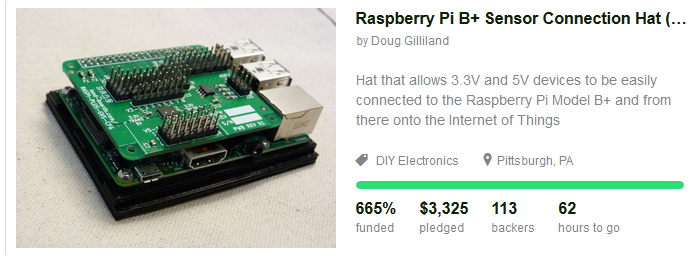 Raspberry Pi B+ Sensor Connection Hat (...
by Doug Gilliland
Hat that allows 3.3V and 5V devices to be easily
connected to the Raspberry Pi Model B+ and from
there onto the Internet of Things
DIY Electronics
Pittsburgh, PA
665%
$3,325
113
62
funded
pledged
backers
hours to go